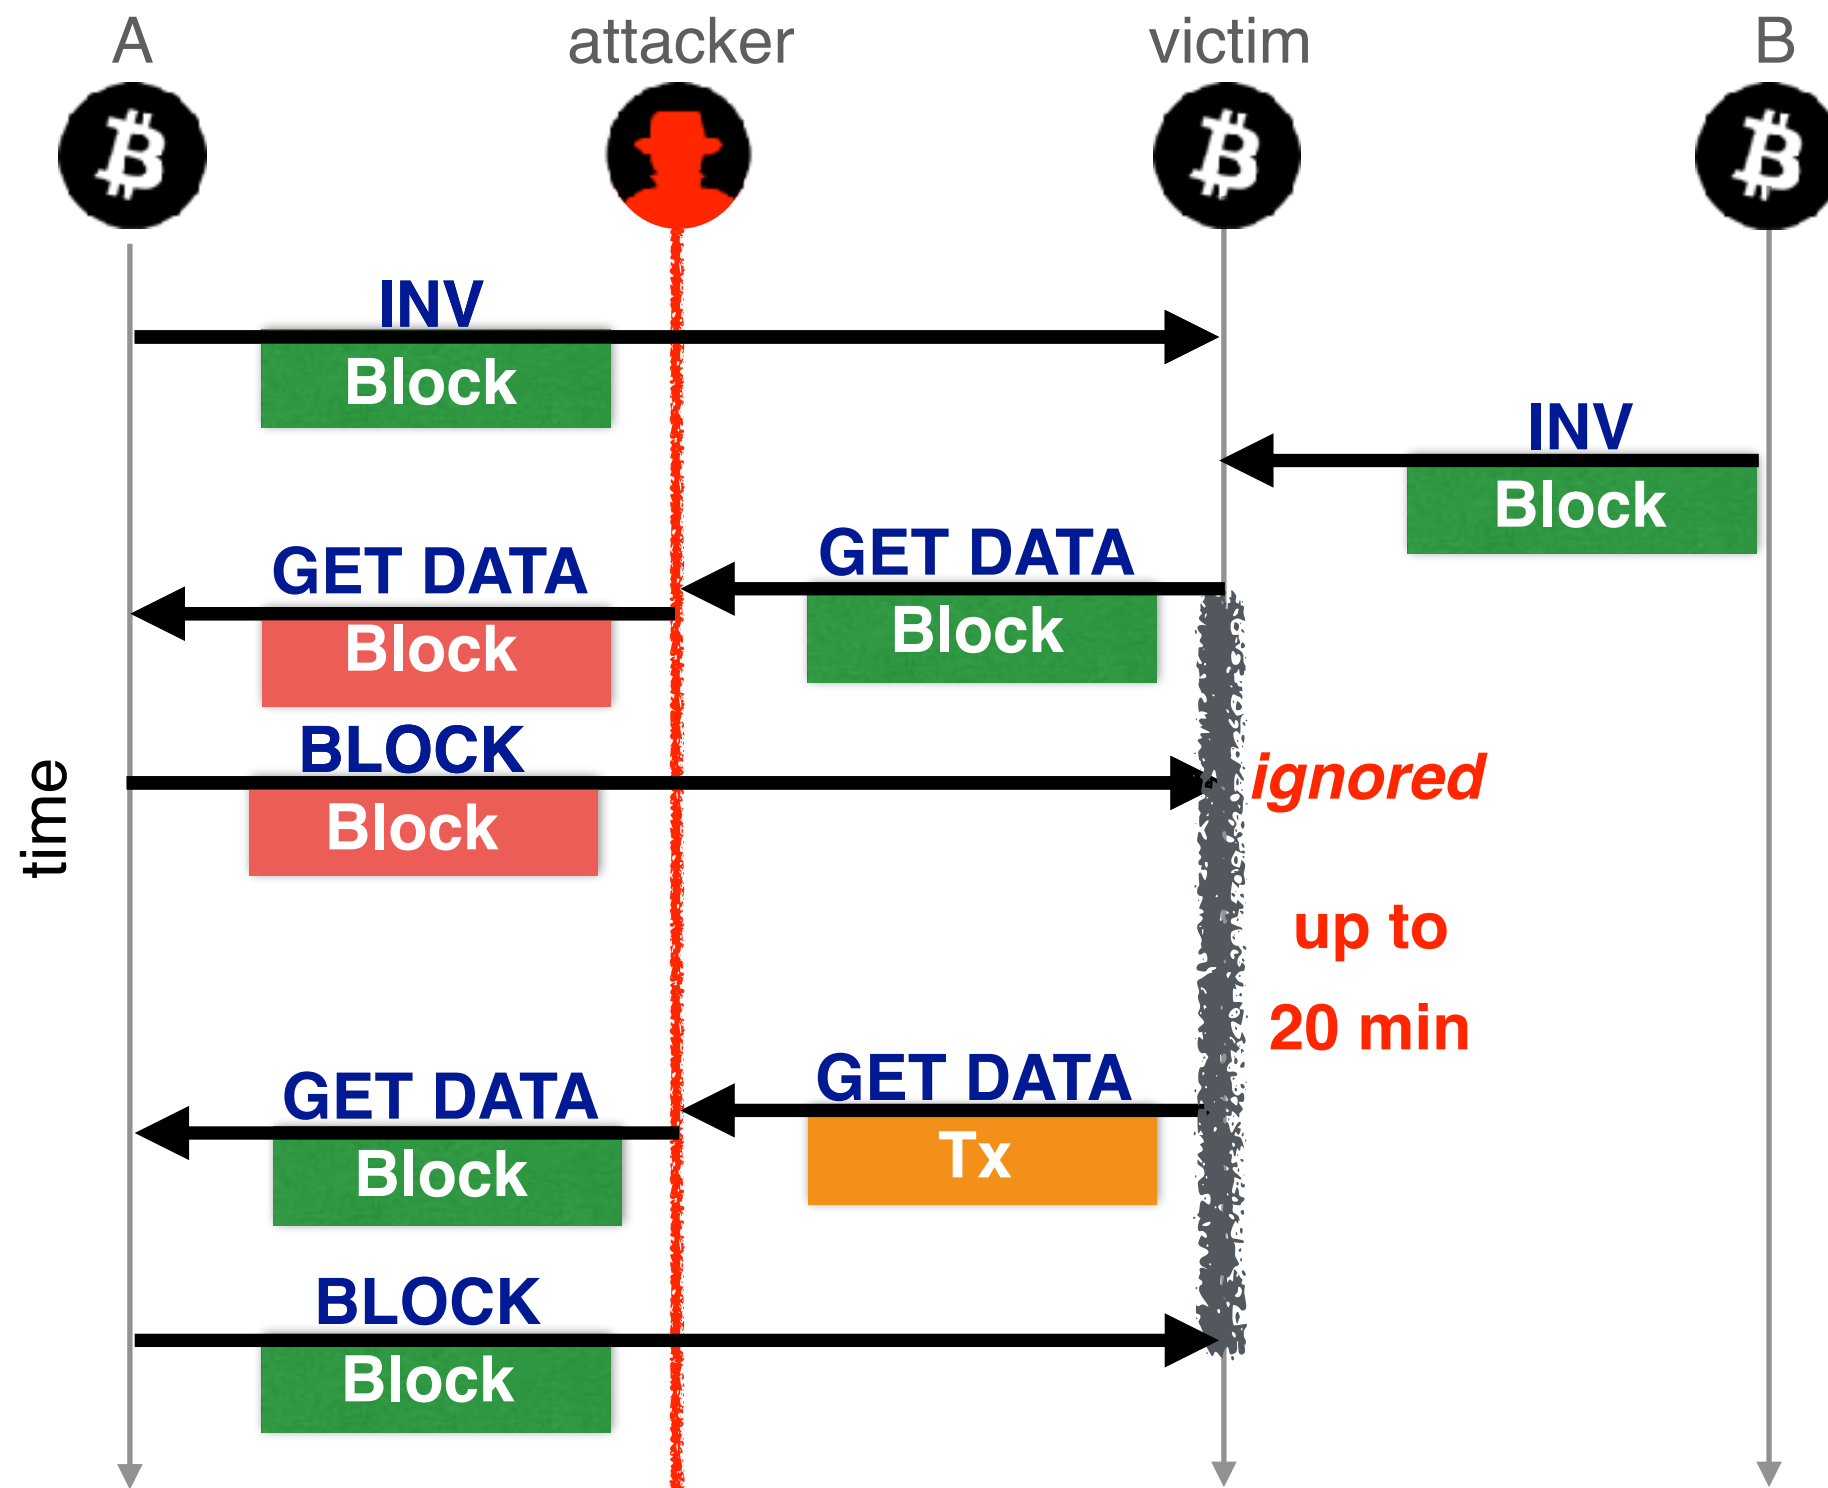 A
attacker
victim
B
INV
Block
INV
Block
GET DATA
Block
GET DATA
Block
BLOCK
Block
ignored
time
up to
20 min
GET DATA
Tx
GET DATA
Block
BLOCK
Block